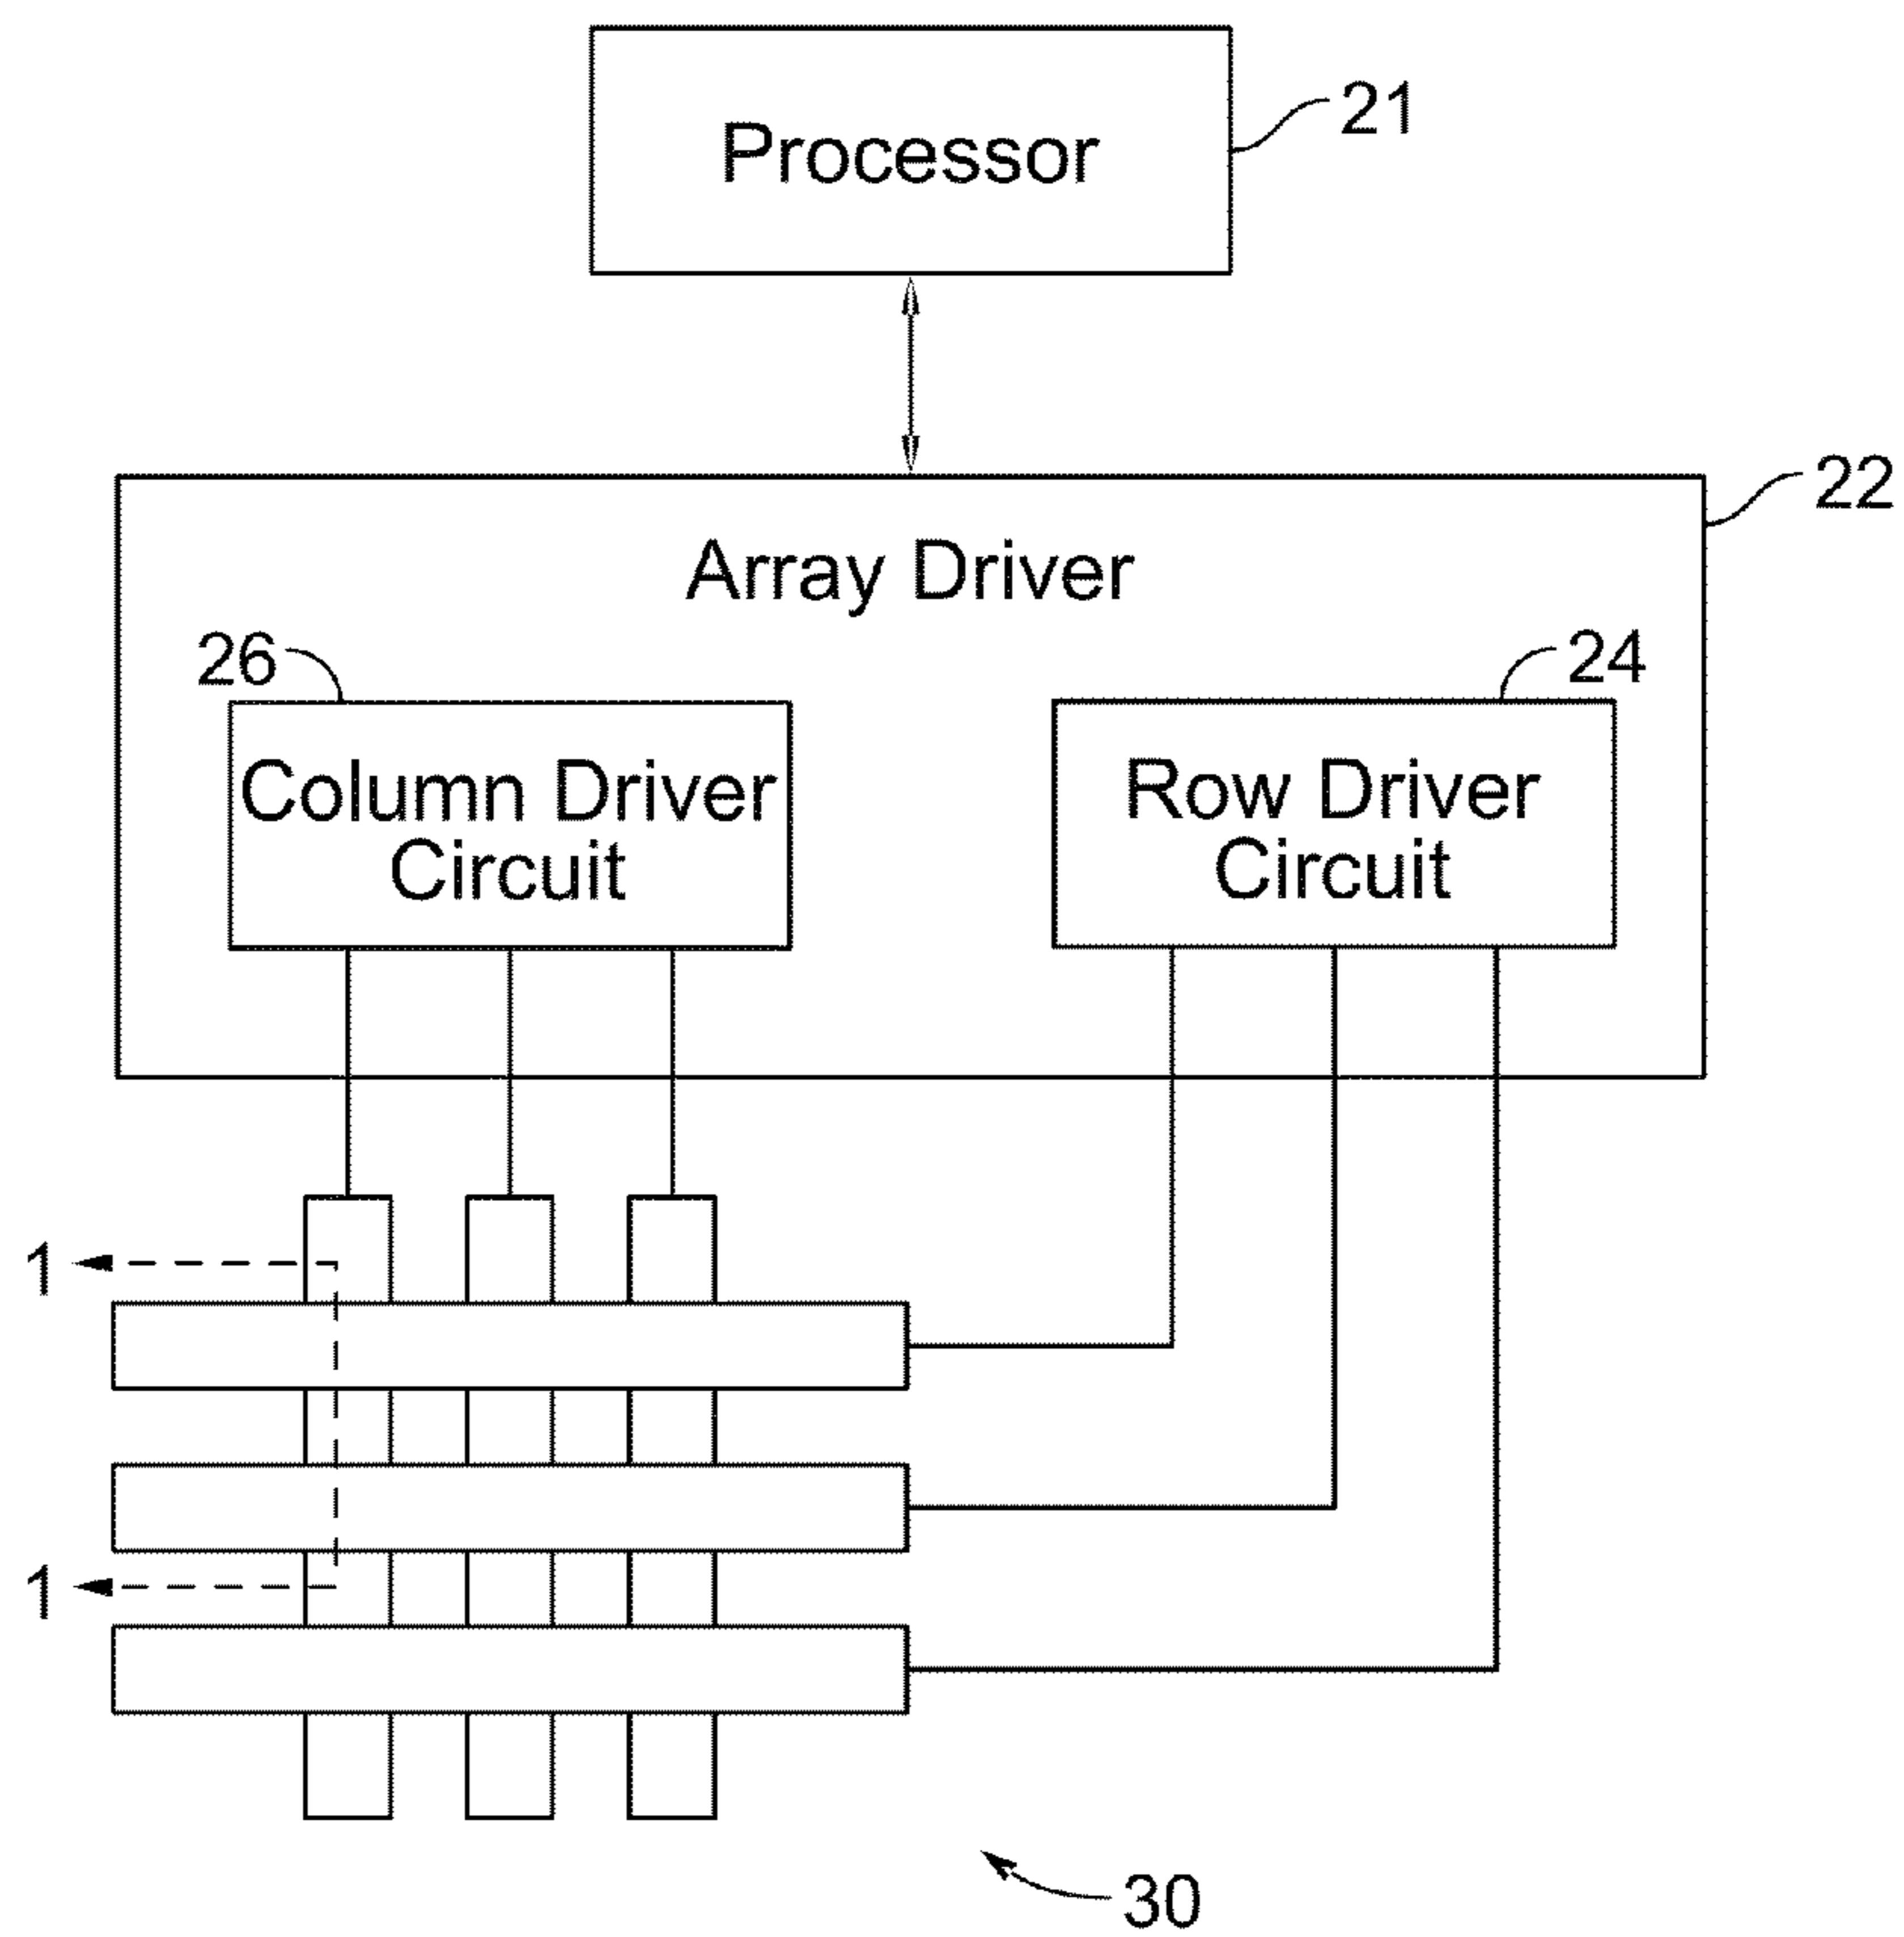 Processor
21
22
Array Driver
26
24
Column Driver
Circuit
Row Driver
Circuit
1
1
30